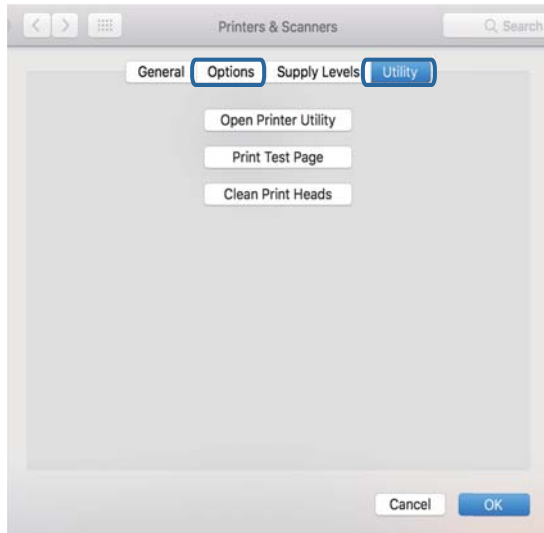 Printers & Scanners
Search
General Options Supply Levels Utility
Open Printer Utility
Print Test Page
Clean Print Heads
Cancel OK